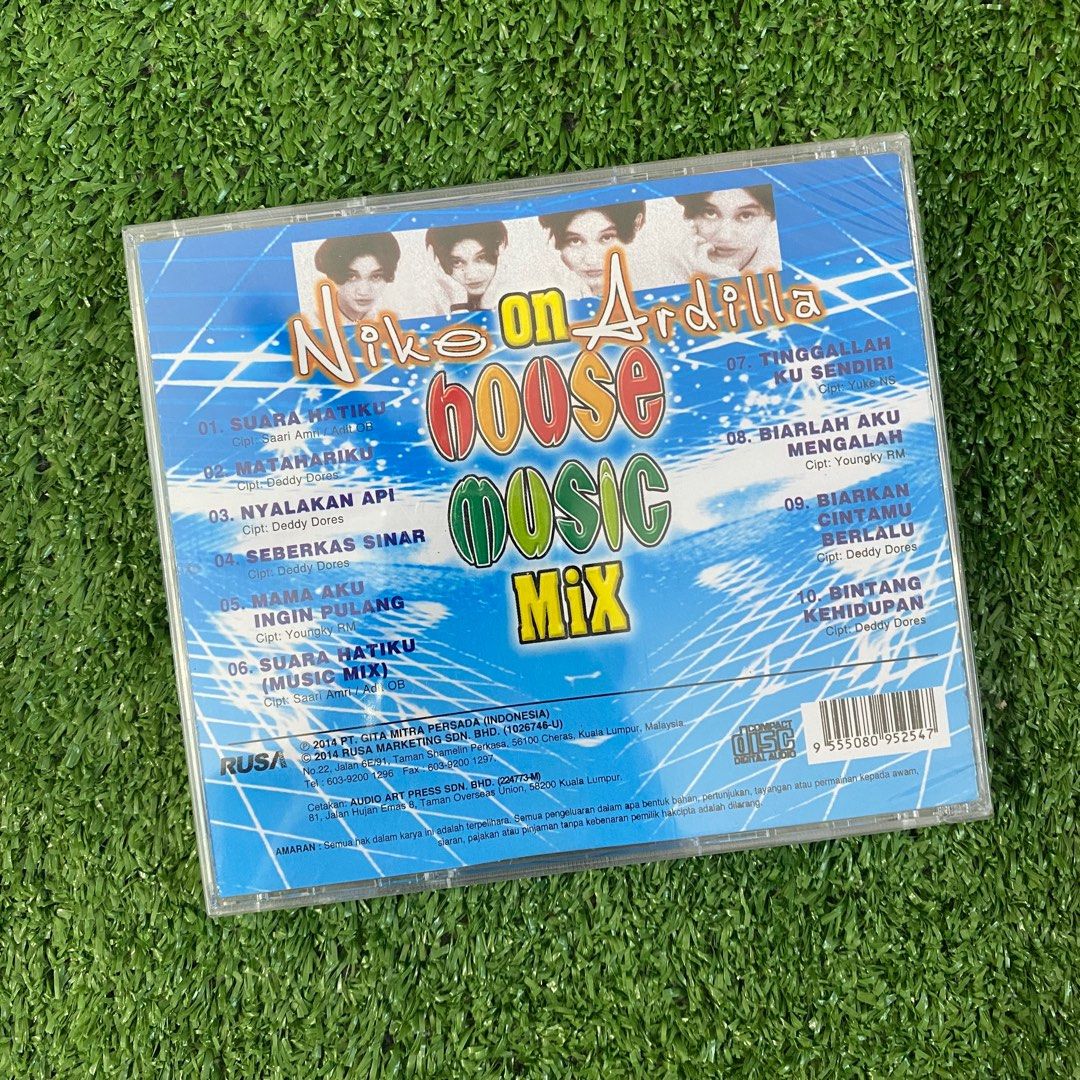 Nike on Ardilla
house
music
MiX
01. SUARA HATIKU
Cipt: Saari Amri / Adit OB
02. MATAHARIKU
Cipt: Deddy Dores
03. NYALAKAN API
Cipt: Deddy Dores
04. SEBERKAS SINAR
Cipt: Deddy Dores
05. MAMA AKU
INGIN PULANG
Cipt: Youngky RM
06. SUARA HATIKU
(MUSIC MIX)
Cipt: Saari Amri / Adi OB
07. TINGGALLAH
KU SENDIRI
Cipt: Yuke NS
08. BIARLAH AKU
MENGALAH
Cipt: Youngky RM
09. BIARKAN
CINTAMU
BERLALU
Cipt: Deddy Dores
10. BINTANG
KEHIDUPAN
Cipt: Deddy Dores
RUSA
℗ 2014 PT. GITA MITRA PERSADA (INDONESIA)
© 2014 RUSA MARKETING SDN. BHD. (1026746-U)
No.22, Jalan 6E/91, Taman Shamelin Perkasa, 56100 Cheras, Kuala Lumpur, Malaysia.
Tel : 603-9200 1296 Fax : 603-9200 1297.
Cetakan: AUDIO ART PRESS SDN. BHD. (224773-M)
81, Jalan Hujan Emas 8, Taman Overseas Union, 58200 Kuala Lumpur.
COMPACT
disc
DIGITAL AUDIO
9 555080 952547
AMARAN : Semua hak dalam karya ini adalah terpelihara. Semua pengeluaran dalam apa bentuk bahan, pertunjukan, tayangan atau permainan kepada awam,
siaran, pajakan atau pinjaman tanpa kebenaran pemilik hakcipta adalah dilarang.